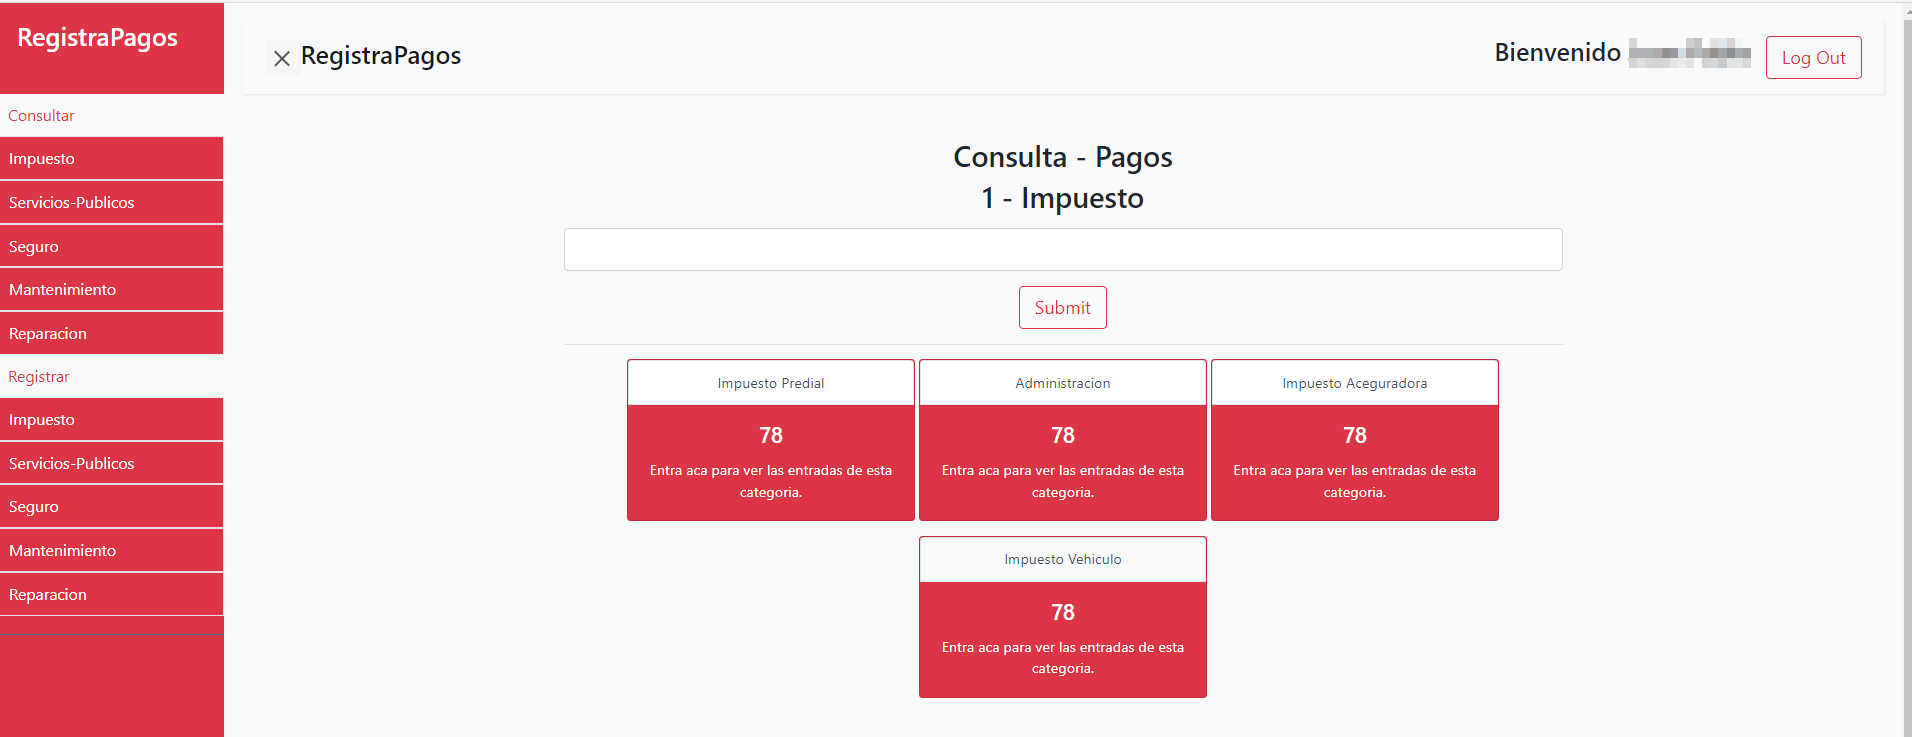 RegistraPagos
Consultar
Impuesto
Servicios-Publicos
Seguro
Mantenimiento
Reparacion
Registrar
Impuesto
Servicios-Publicos
Seguro
Mantenimiento
Reparacion
RegistraPagos
Bienvenido
Log Out
Consulta - Pagos
1 - Impuesto
Submit
Impuesto Predial
78
Entra aca para ver las entradas de esta
categoria.
Administracion
78
Entra aca para ver las entradas de esta
categoria.
Impuesto Aceguradora
78
Entra aca para ver las entradas de esta
categoria.
Impuesto Vehiculo
78
Entra aca para ver las entradas de esta
categoria.